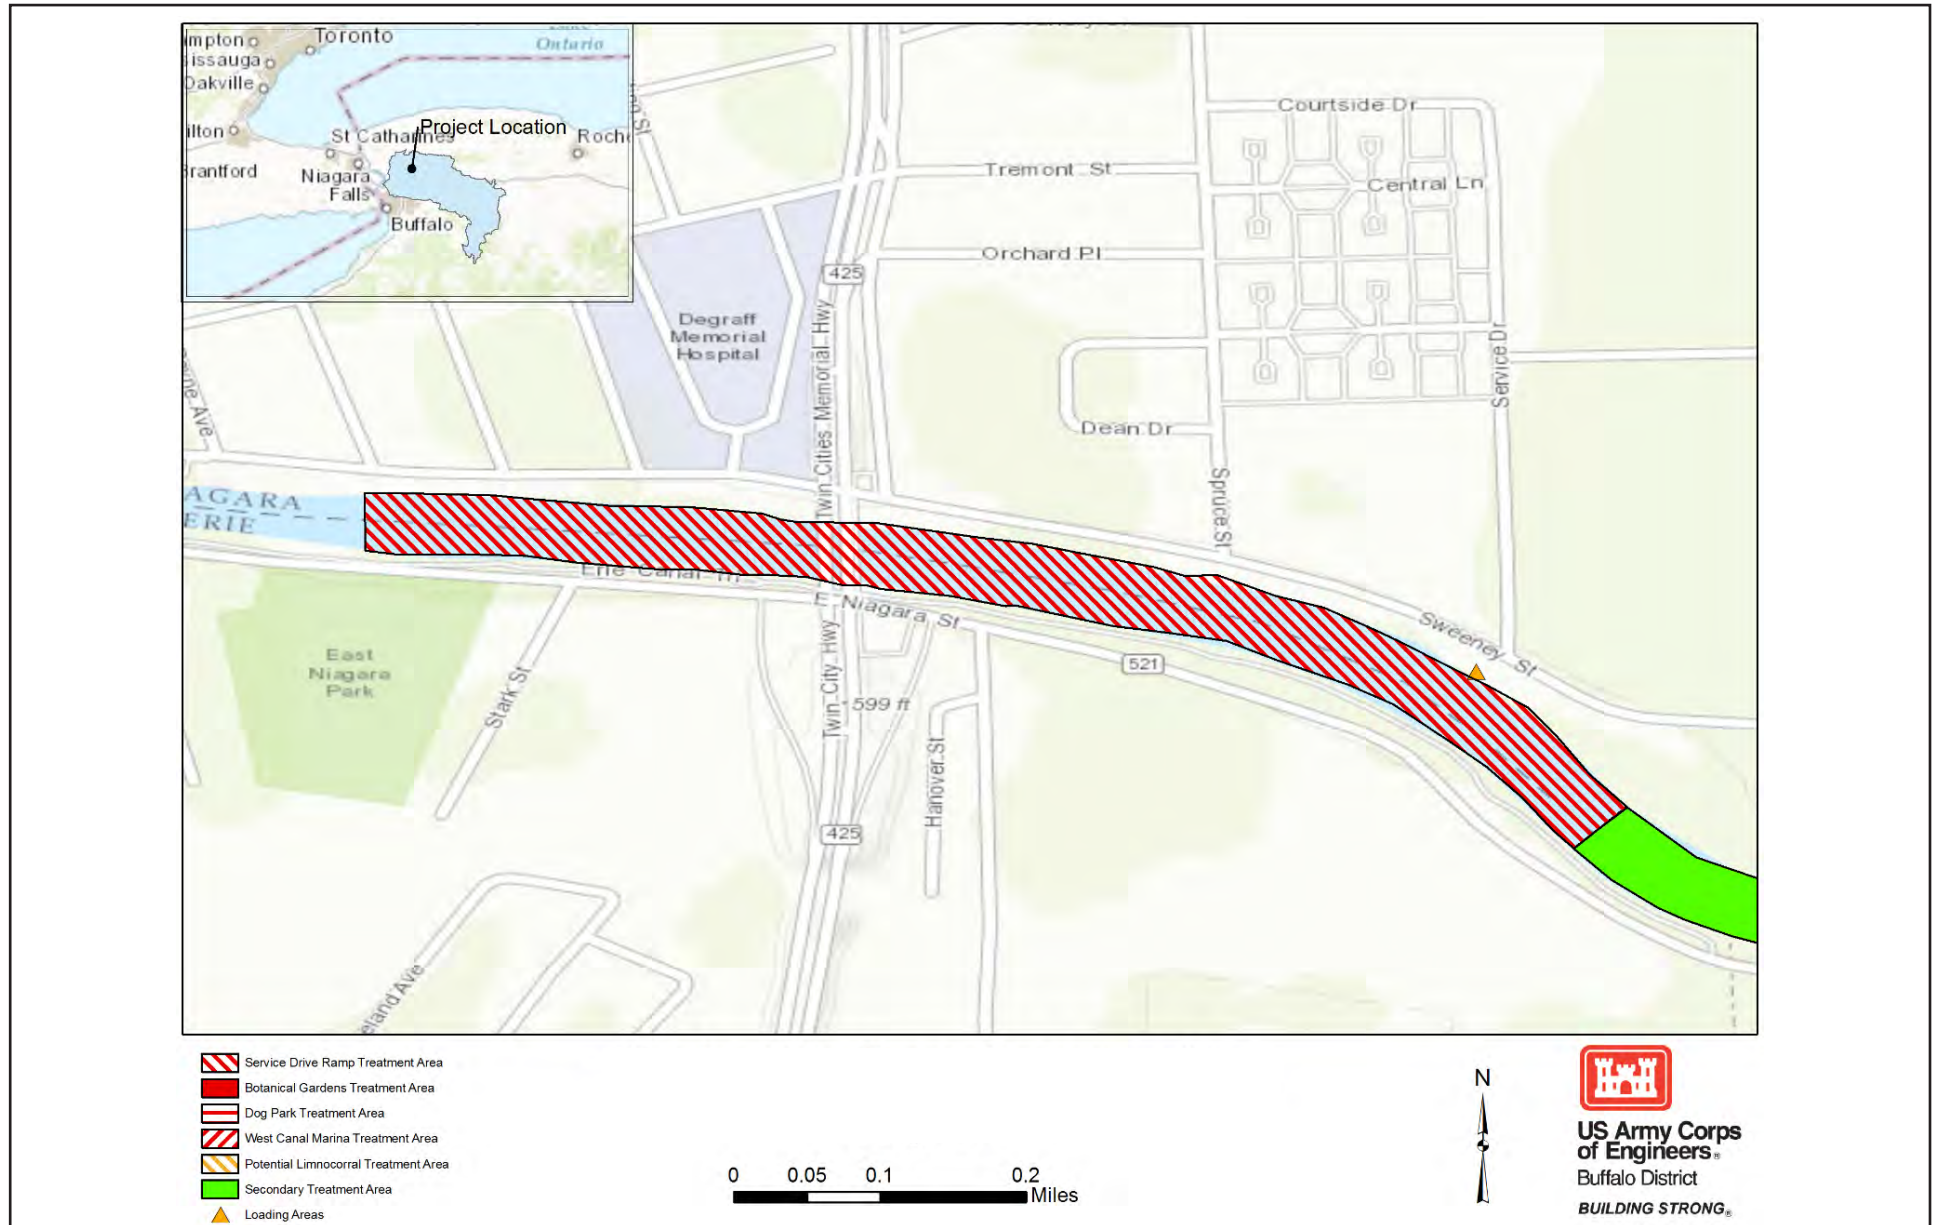 Toronto
Ontario
Oakville
St Catharines
Project Location
Niagara
Falls
Buffalo
Courtside Dr
Tremont St
Central Ln
Orchard Pl
425
Degraff
Memorial
Hospital
Twin Cities Memorial Hwy
Service Dr
Dean Dr
Spruce St
AGARA
ERIE
Erie Canal Trl
E Niagara St
Sweeney St
East
Niagara
Park
Stark St
521
Twin City Hwy
599 ft
Hanover St
425
eland Ave
Service Drive Ramp Treatment Area
Botanical Gardens Treatment Area
Dog Park Treatment Area
West Canal Marina Treatment Area
Potential Limnocorral Treatment Area
Secondary Treatment Area
Loading Areas
0 0.05 0.1 0.2
Miles
N
US Army Corps
of Engineers®
Buffalo District
BUILDING STRONG®